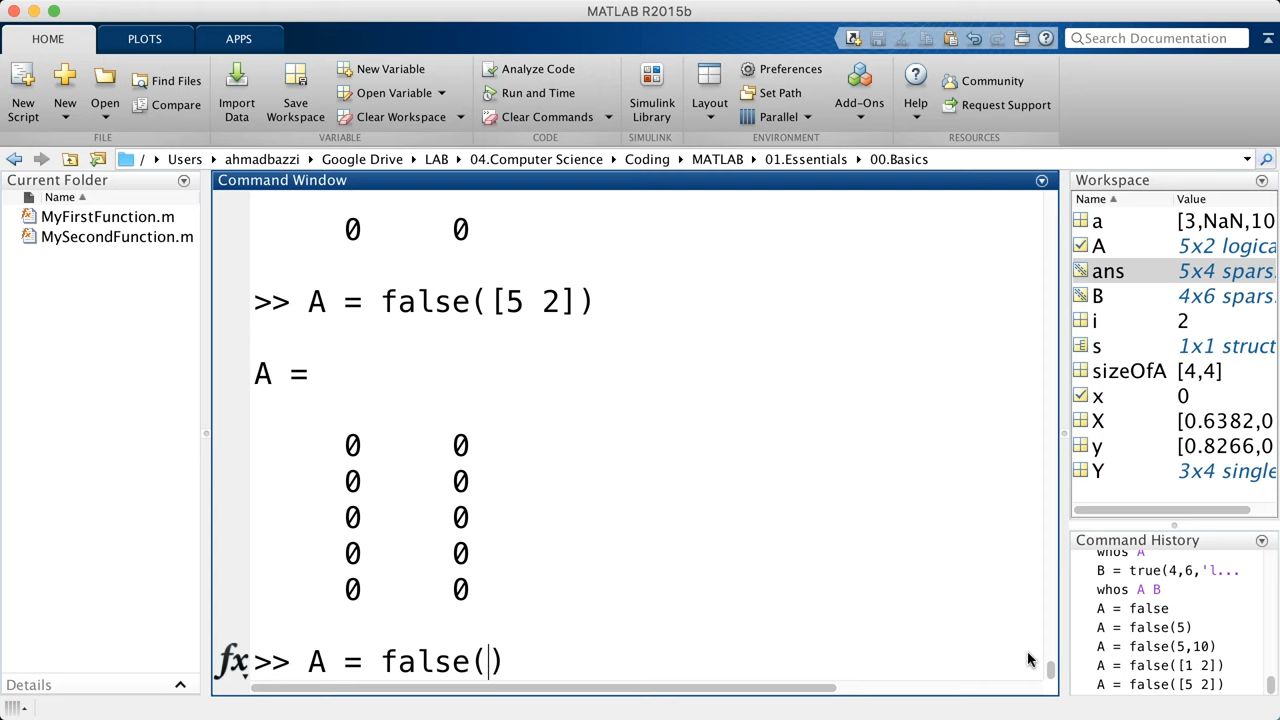 MATLAB R2015b
HOME PLOTS APPS
Search Documentation
New Script
New
Open
Find Files
Compare
Import Data
Save Workspace
New Variable
Open Variable
Clear Workspace
Analyze Code
Run and Time
Clear Commands
Simulink Library
Layout
Preferences
Set Path
Parallel
Add-Ons
Help
Community
Request Support
FILE VARIABLE CODE SIMULINK ENVIRONMENT RESOURCES
/ Users ahmadbazzi Google Drive LAB 04.Computer Science Coding MATLAB 01.Essentials 00.Basics
Current Folder
Name
MyFirstFunction.m
MySecondFunction.m
Details
Command Window
0 0
>> A = false([5 2])
A =
0 0
0 0
0 0
0 0
0 0
fx >> A = false()
Workspace
Name Value
a [3,NaN,10
A 5x2 logica
ans 5x4 spars
B 4x6 spars
i 2
s 1x1 struct
sizeOfA [4,4]
x 0
X [0.6382,0
y [0.8266,0
Y 3x4 single
Command History
whos A
B = true(4,6,'l...
whos A B
A = false
A = false(5)
A = false(5,10)
A = false([1 2])
A = false([5 2])